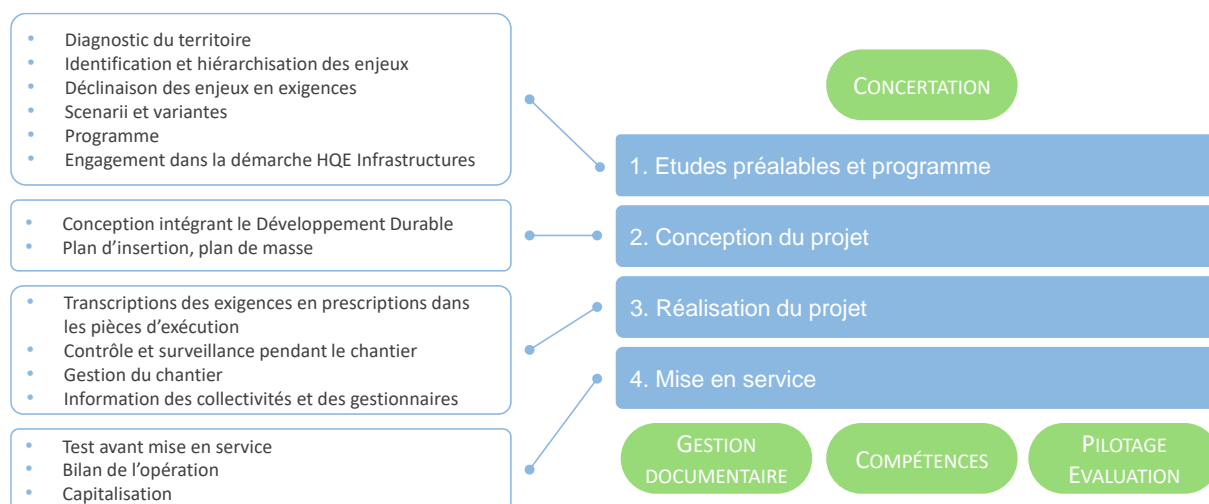 • Diagnostic du territoire
• Identification et hiérarchisation des enjeux
• Déclinaison des enjeux en exigences
• Scenarii et variantes
• Programme
• Engagement dans la démarche HQE Infrastructures
• Conception intégrant le Développement Durable
• Plan d’insertion, plan de masse
• Transcriptions des exigences en prescriptions dans
les pièces d’exécution
• Contrôle et surveillance pendant le chantier
• Gestion du chantier
• Information des collectivités et des gestionnaires
• Test avant mise en service
• Bilan de l’opération
• Capitalisation
CONCERTATION
1. Etudes préalables et programme
2. Conception du projet
3. Réalisation du projet
4. Mise en service
GESTION
DOCUMENTAIRE
COMPÉTENCES
PILOTAGE
EVALUATION